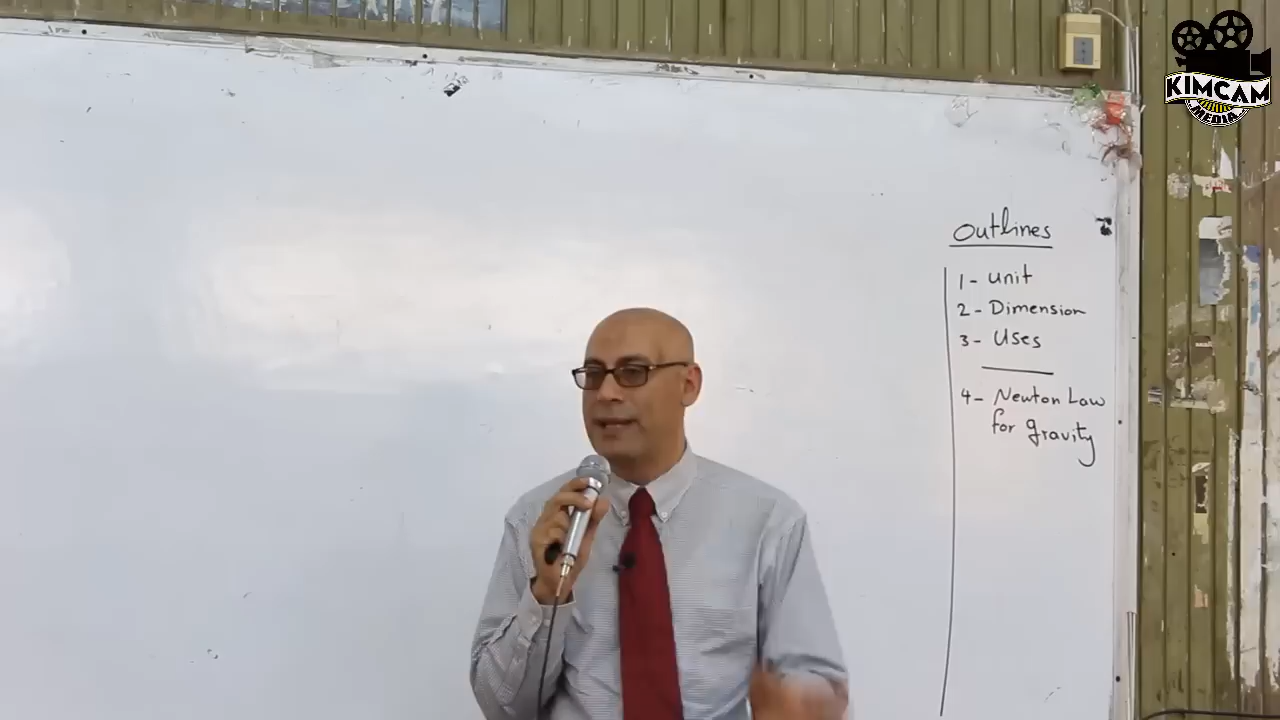 KIMCAM
MEDIA
Outlines
1- unit
2- Dimension
3- Uses
4- Newton Law
for gravity